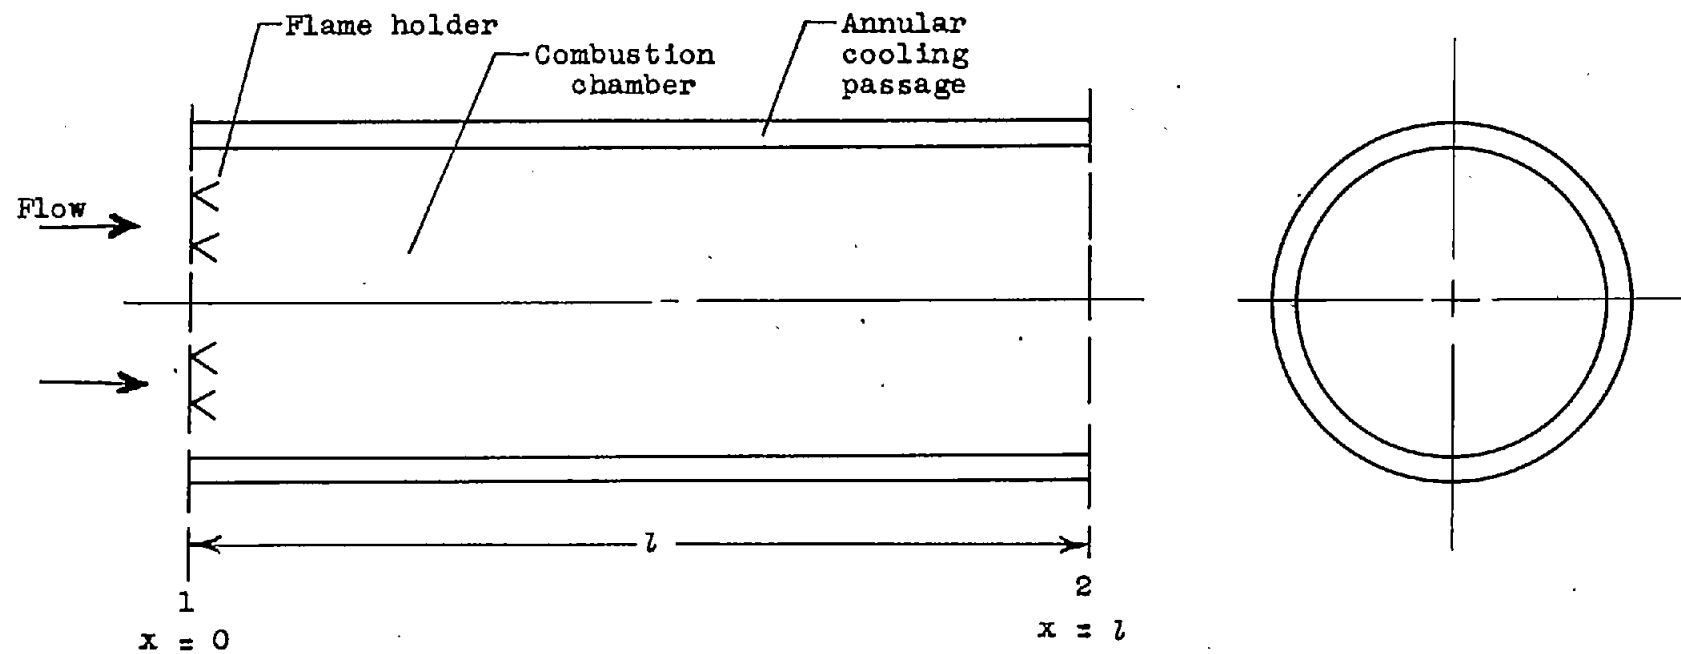 Flame holder
Combustion
chamber
Annular
cooling
passage
Flow
l
1
x = 0
2
x = l